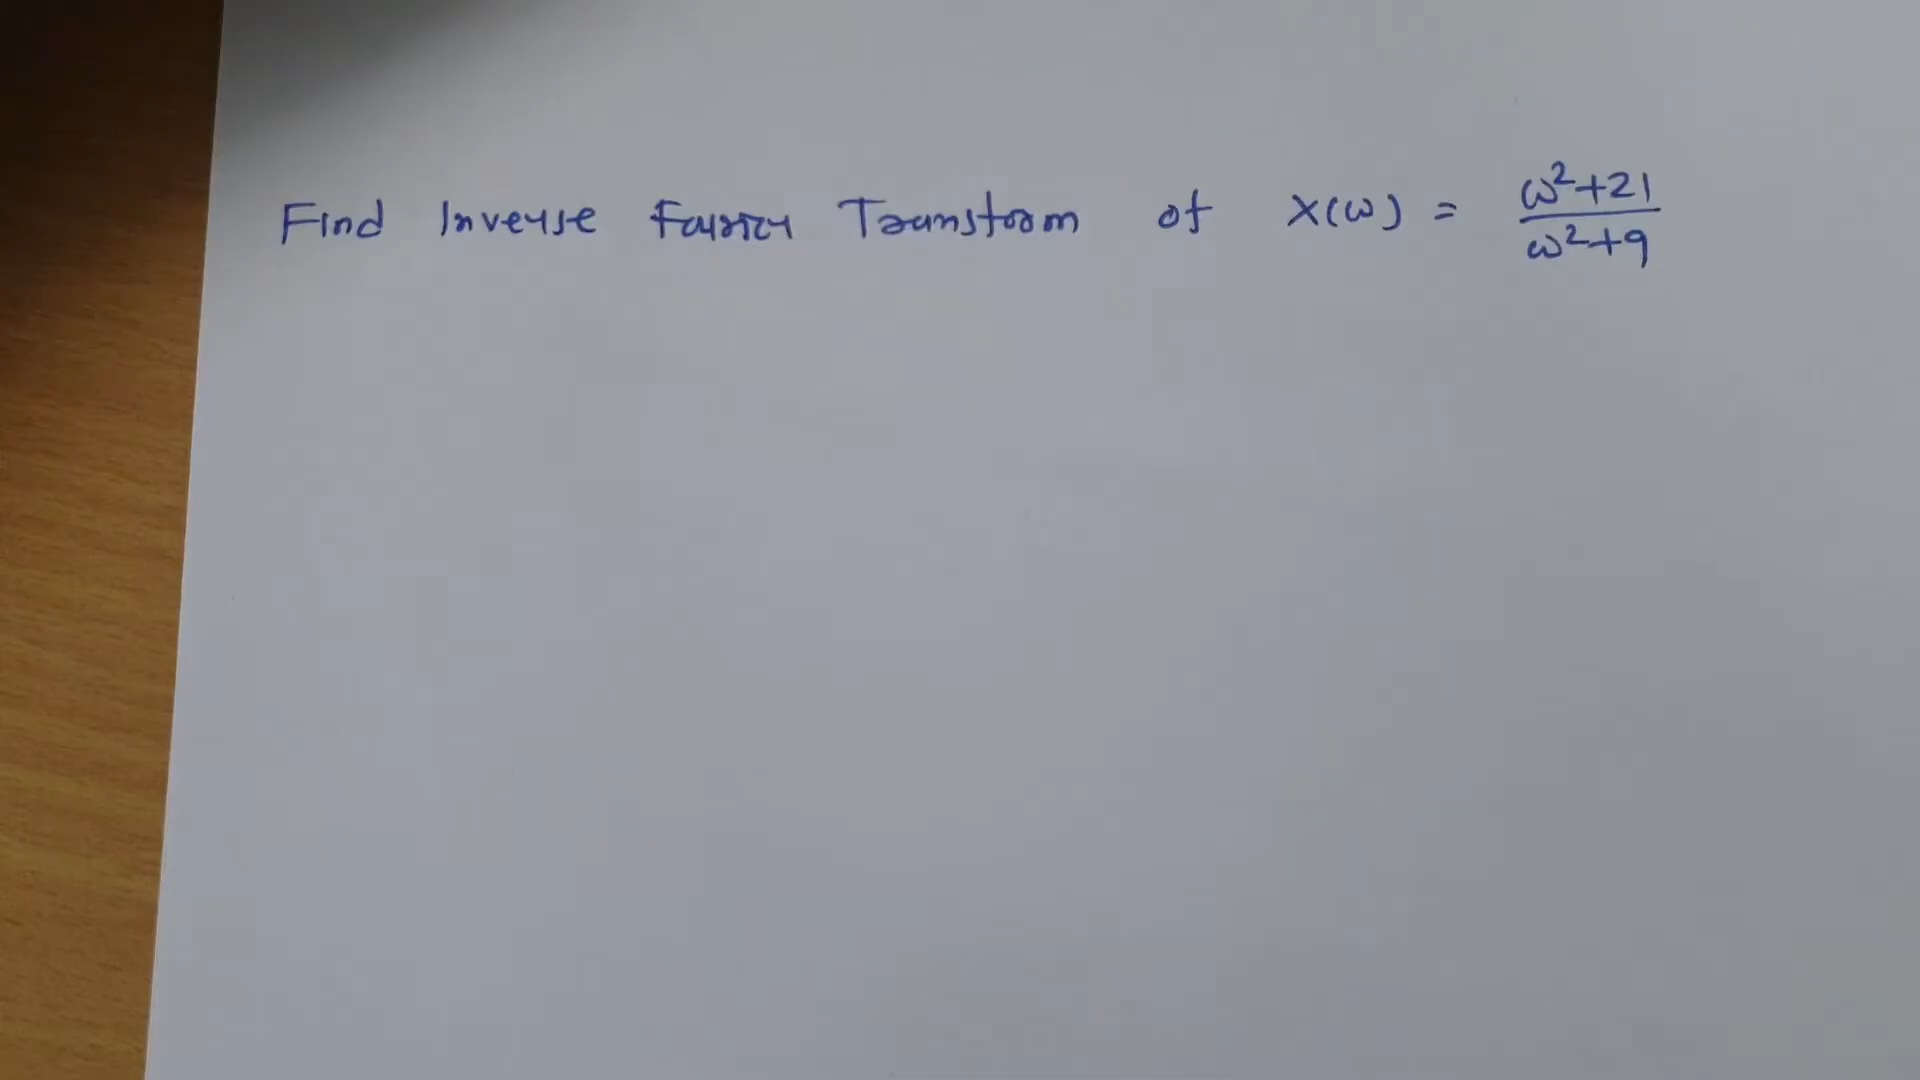 Find Inverse Fourier Transform of X(ω) = ω²+21 / ω²+9